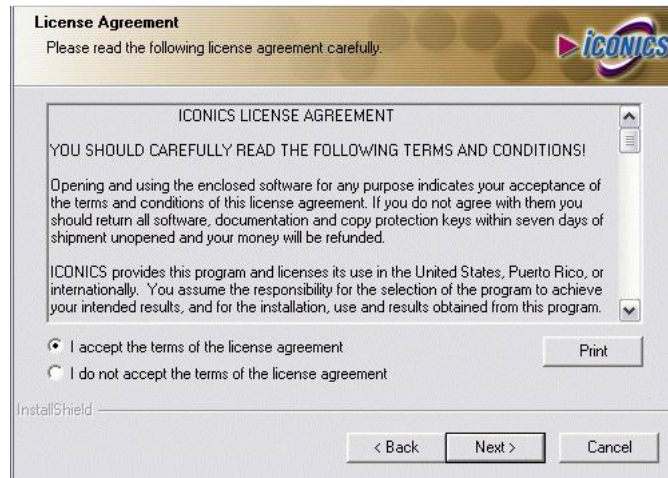 License Agreement
Please read the following license agreement carefully.
ICONICS
ICONICS LICENSE AGREEMENT
YOU SHOULD CAREFULLY READ THE FOLLOWING TERMS AND CONDITIONS!
Opening and using the enclosed software for any purpose indicates your acceptance of
the terms and conditions of this license agreement. If you do not agree with them you
should return all software, documentation and copy protection keys within seven days of
shipment unopened and your money will be refunded.
ICONICS provides this program and licenses its use in the United States, Puerto Rico, or
internationally. You assume the responsibility for the selection of the program to achieve
your intended results, and for the installation, use and results obtained from this program.
I accept the terms of the license agreement
Print
I do not accept the terms of the license agreement
InstallShield
< Back
Next >
Cancel